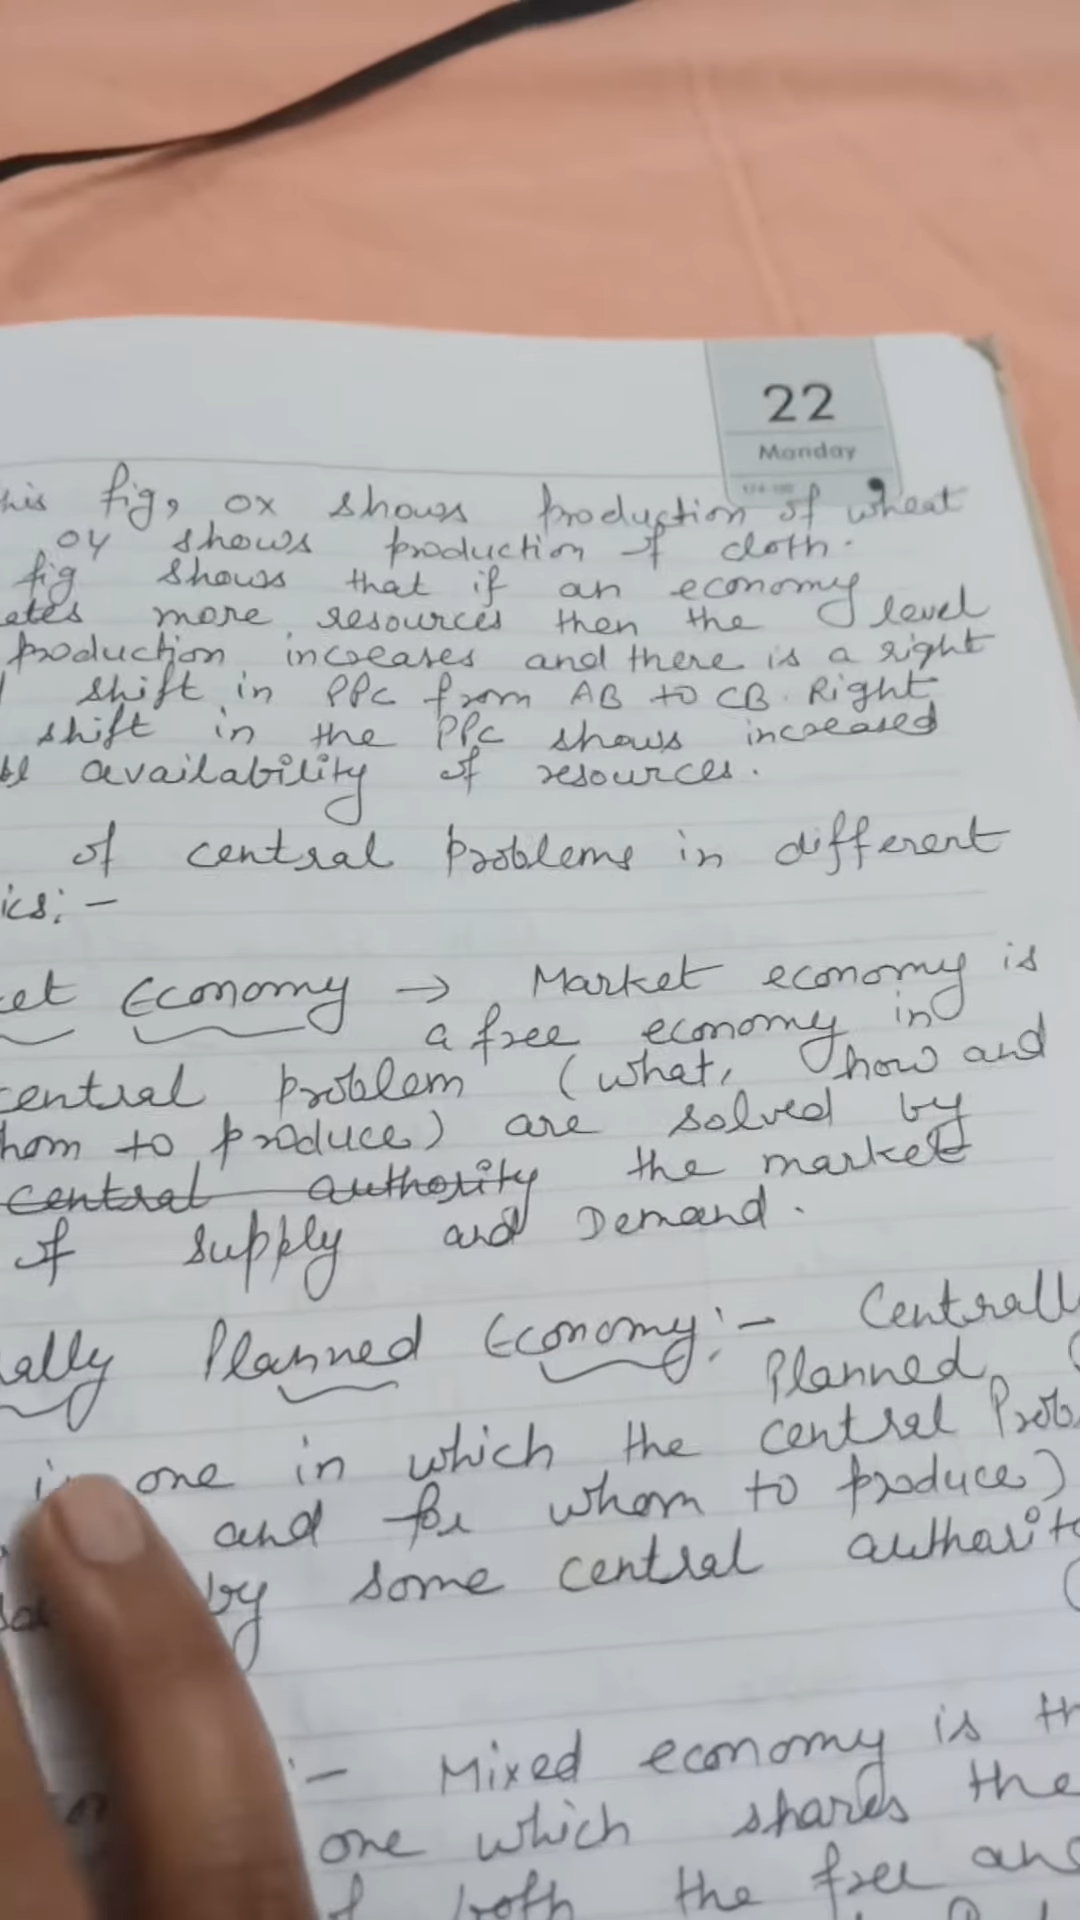 22
Monday
his fig, ox shows production of wheat
oy shows production of cloth.
fig shows that if an economy
etes more resources then the level
production increases and there is a right
shift in PPC from AB to CB. Right
shift in the PPC shows increased
availability of resources.
of central Problems in different
ics:-
et Economy → Market economy is
a free economy in
central problem (what, how and
hom to produce) are solved by
central authority the market
of supply and Demand.
ally Planned Economy:- Centrall
Planned
one in which the central Prob
and for whom to produce)
by some central authorit
:- Mixed economy is th
one which shares the
both the free an